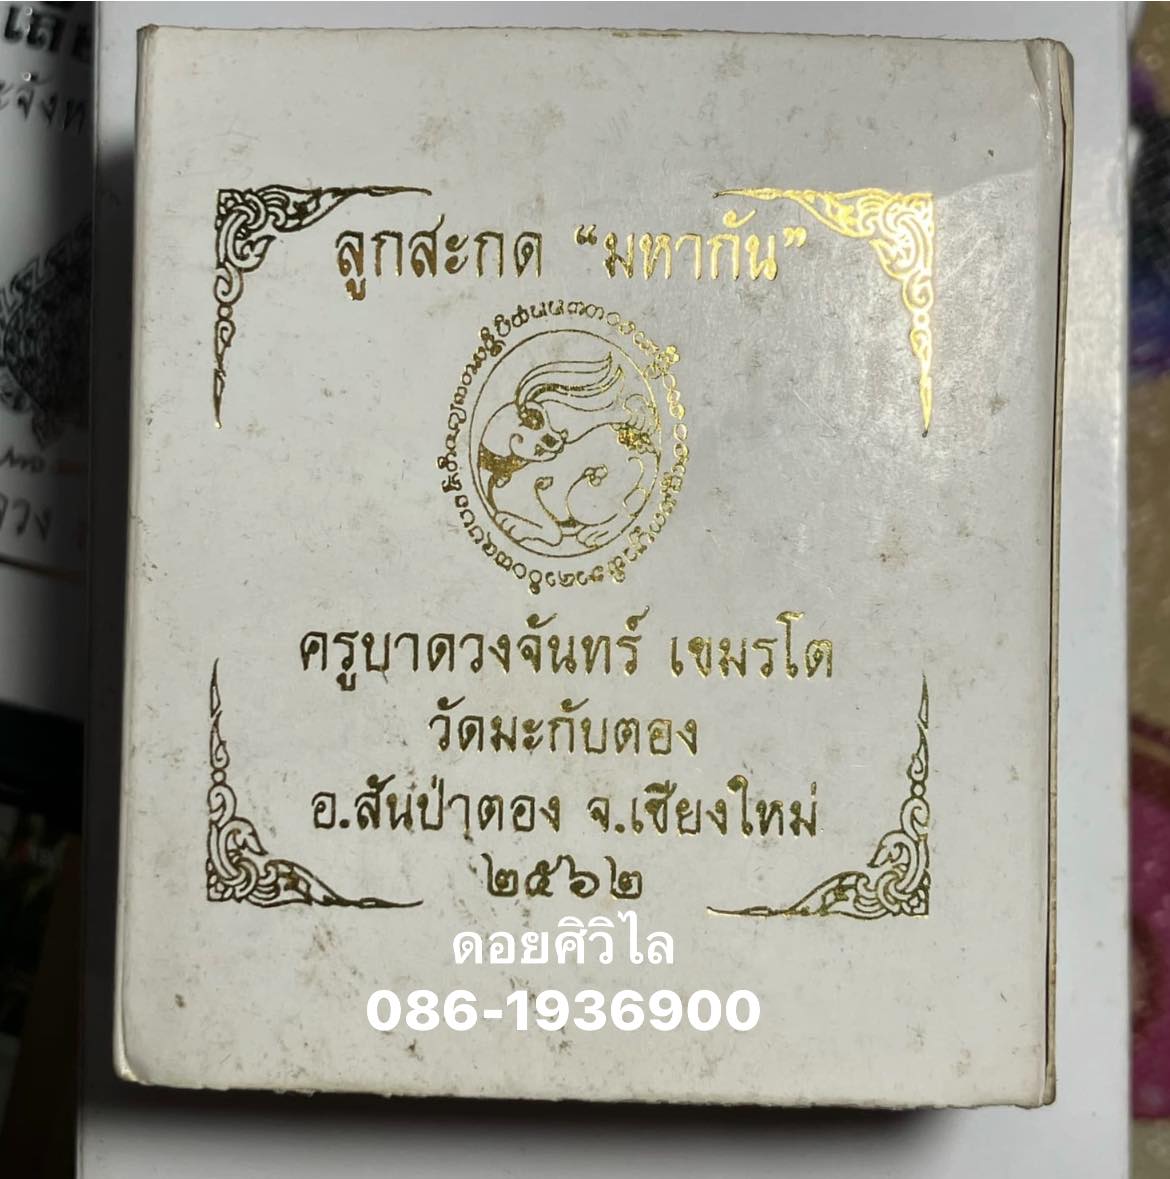 ลูกสะกด “มหากัน”
ครูบาดวงจันทร์ เขมรโต
วัดมะกับตอง
อ.สันป่าตอง จ.เชียงใหม่
๒๕๖๒
ดอยศิวิไล
086-1936900